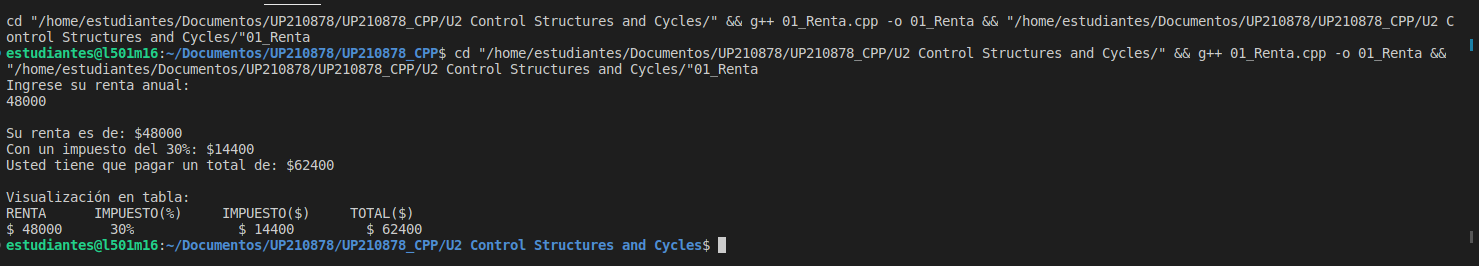 cd "/home/estudiantes/Documentos/UP210878/UP210878_CPP/U2 Control Structures and Cycles/" && g++ 01_Renta.cpp -o 01_Renta && "/home/estudiantes/Documentos/UP210878/UP210878_CPP/U2 C
ontrol Structures and Cycles/"01_Renta
estudiantes@l501m16:~/Documentos/UP210878/UP210878_CPP$ cd "/home/estudiantes/Documentos/UP210878/UP210878_CPP/U2 Control Structures and Cycles/" && g++ 01_Renta.cpp -o 01_Renta &&
"/home/estudiantes/Documentos/UP210878/UP210878_CPP/U2 Control Structures and Cycles/"01_Renta
Ingrese su renta anual:
48000
Su renta es de: $48000
Con un impuesto del 30%: $14400
Usted tiene que pagar un total de: $62400
Visualización en tabla:
RENTA      IMPUESTO(%)     IMPUESTO($)     TOTAL($)
$ 48000      30%             $ 14400         $ 62400
estudiantes@l501m16:~/Documentos/UP210878/UP210878_CPP/U2 Control Structures and Cycles$